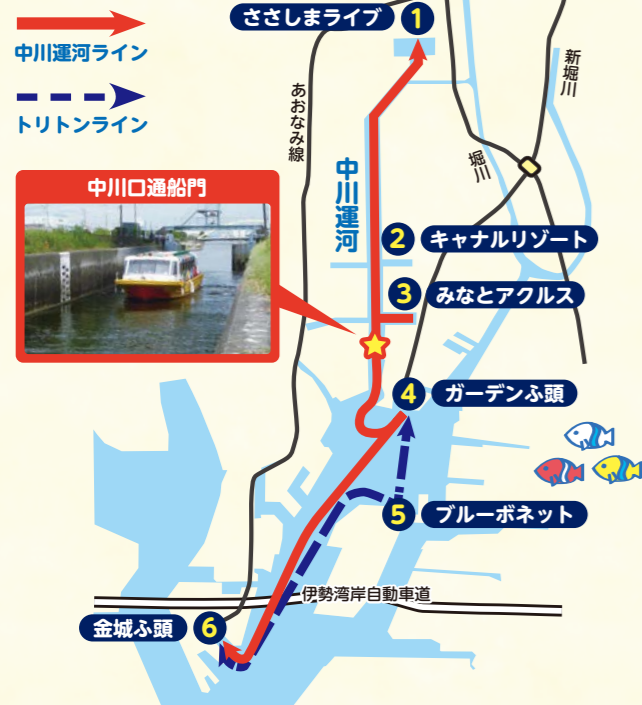 中川運河ライン
トリトンライン
ささしまライブ 1
あおなみ線
新堀川
堀川
中川運河
中川口通船門
2 キャナルリゾート
3 みなとアクルス
4 ガーデンふ頭
5 ブルーボネット
伊勢湾岸自動車道
金城ふ頭 6